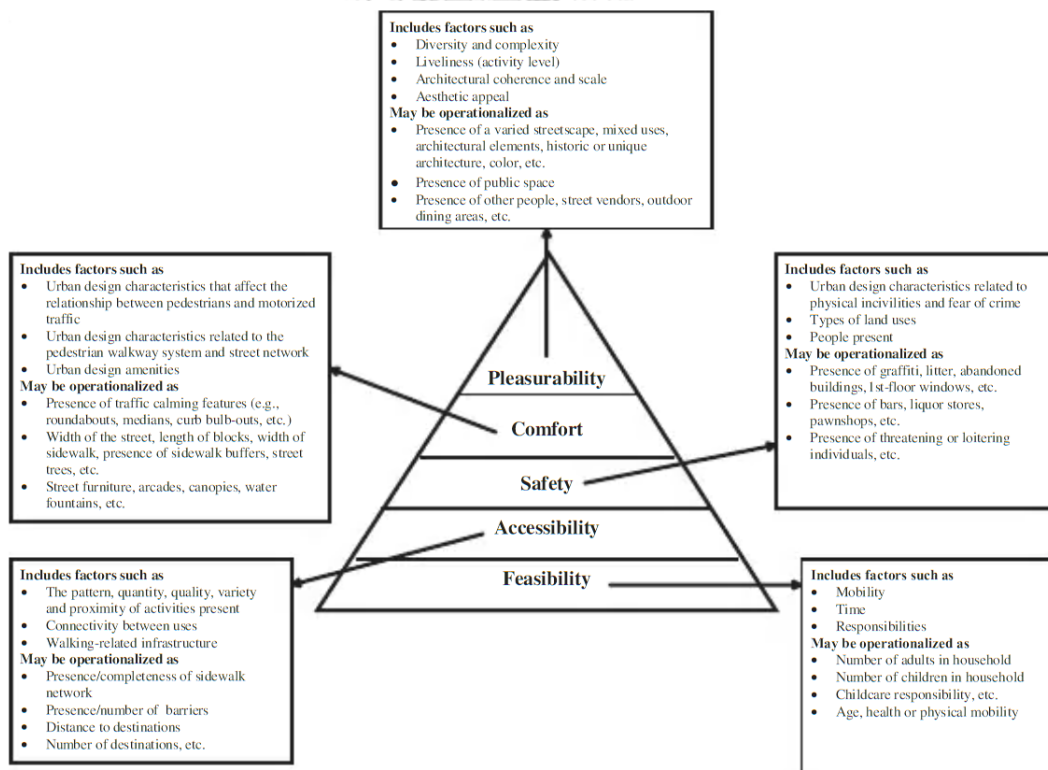 Includes factors such as
• Diversity and complexity
• Liveliness (activity level)
• Architectural coherence and scale
• Aesthetic appeal
May be operationalized as
• Presence of a varied streetscape, mixed uses,
architectural elements, historic or unique
architecture, color, etc.
• Presence of public space
• Presence of other people, street vendors, outdoor
dining areas, etc.
Includes factors such as
• Urban design characteristics that affect the
relationship between pedestrians and motorized
traffic
• Urban design characteristics related to the
pedestrian walkway system and street network
• Urban design amenities
May be operationalized as
• Presence of traffic calming features (e.g.,
roundabouts, medians, curb bulb-outs, etc.)
• Width of the street, length of blocks, width of
sidewalk, presence of sidewalk buffers, street
trees, etc.
• Street furniture, arcades, canopies, water
fountains, etc.
Includes factors such as
• Urban design characteristics related to
physical incivilities and fear of crime
• Types of land uses
• People present
May be operationalized as
• Presence of graffiti, litter, abandoned
buildings, 1st-floor windows, etc.
• Presence of bars, liquor stores,
pawnshops, etc.
• Presence of threatening or loitering
individuals, etc.
Pleasurability
Comfort
Safety
Accessibility
Feasibility
Includes factors such as
• The pattern, quantity, quality, variety
and proximity of activities present
• Connectivity between uses
• Walking-related infrastructure
May be operationalized as
• Presence/completeness of sidewalk
network
• Presence/number of barriers
• Distance to destinations
• Number of destinations, etc.
Includes factors such as
• Mobility
• Time
• Responsibilities
May be operationalized as
• Number of adults in household
• Number of children in household
• Childcare responsibility, etc.
• Age, health or physical mobility